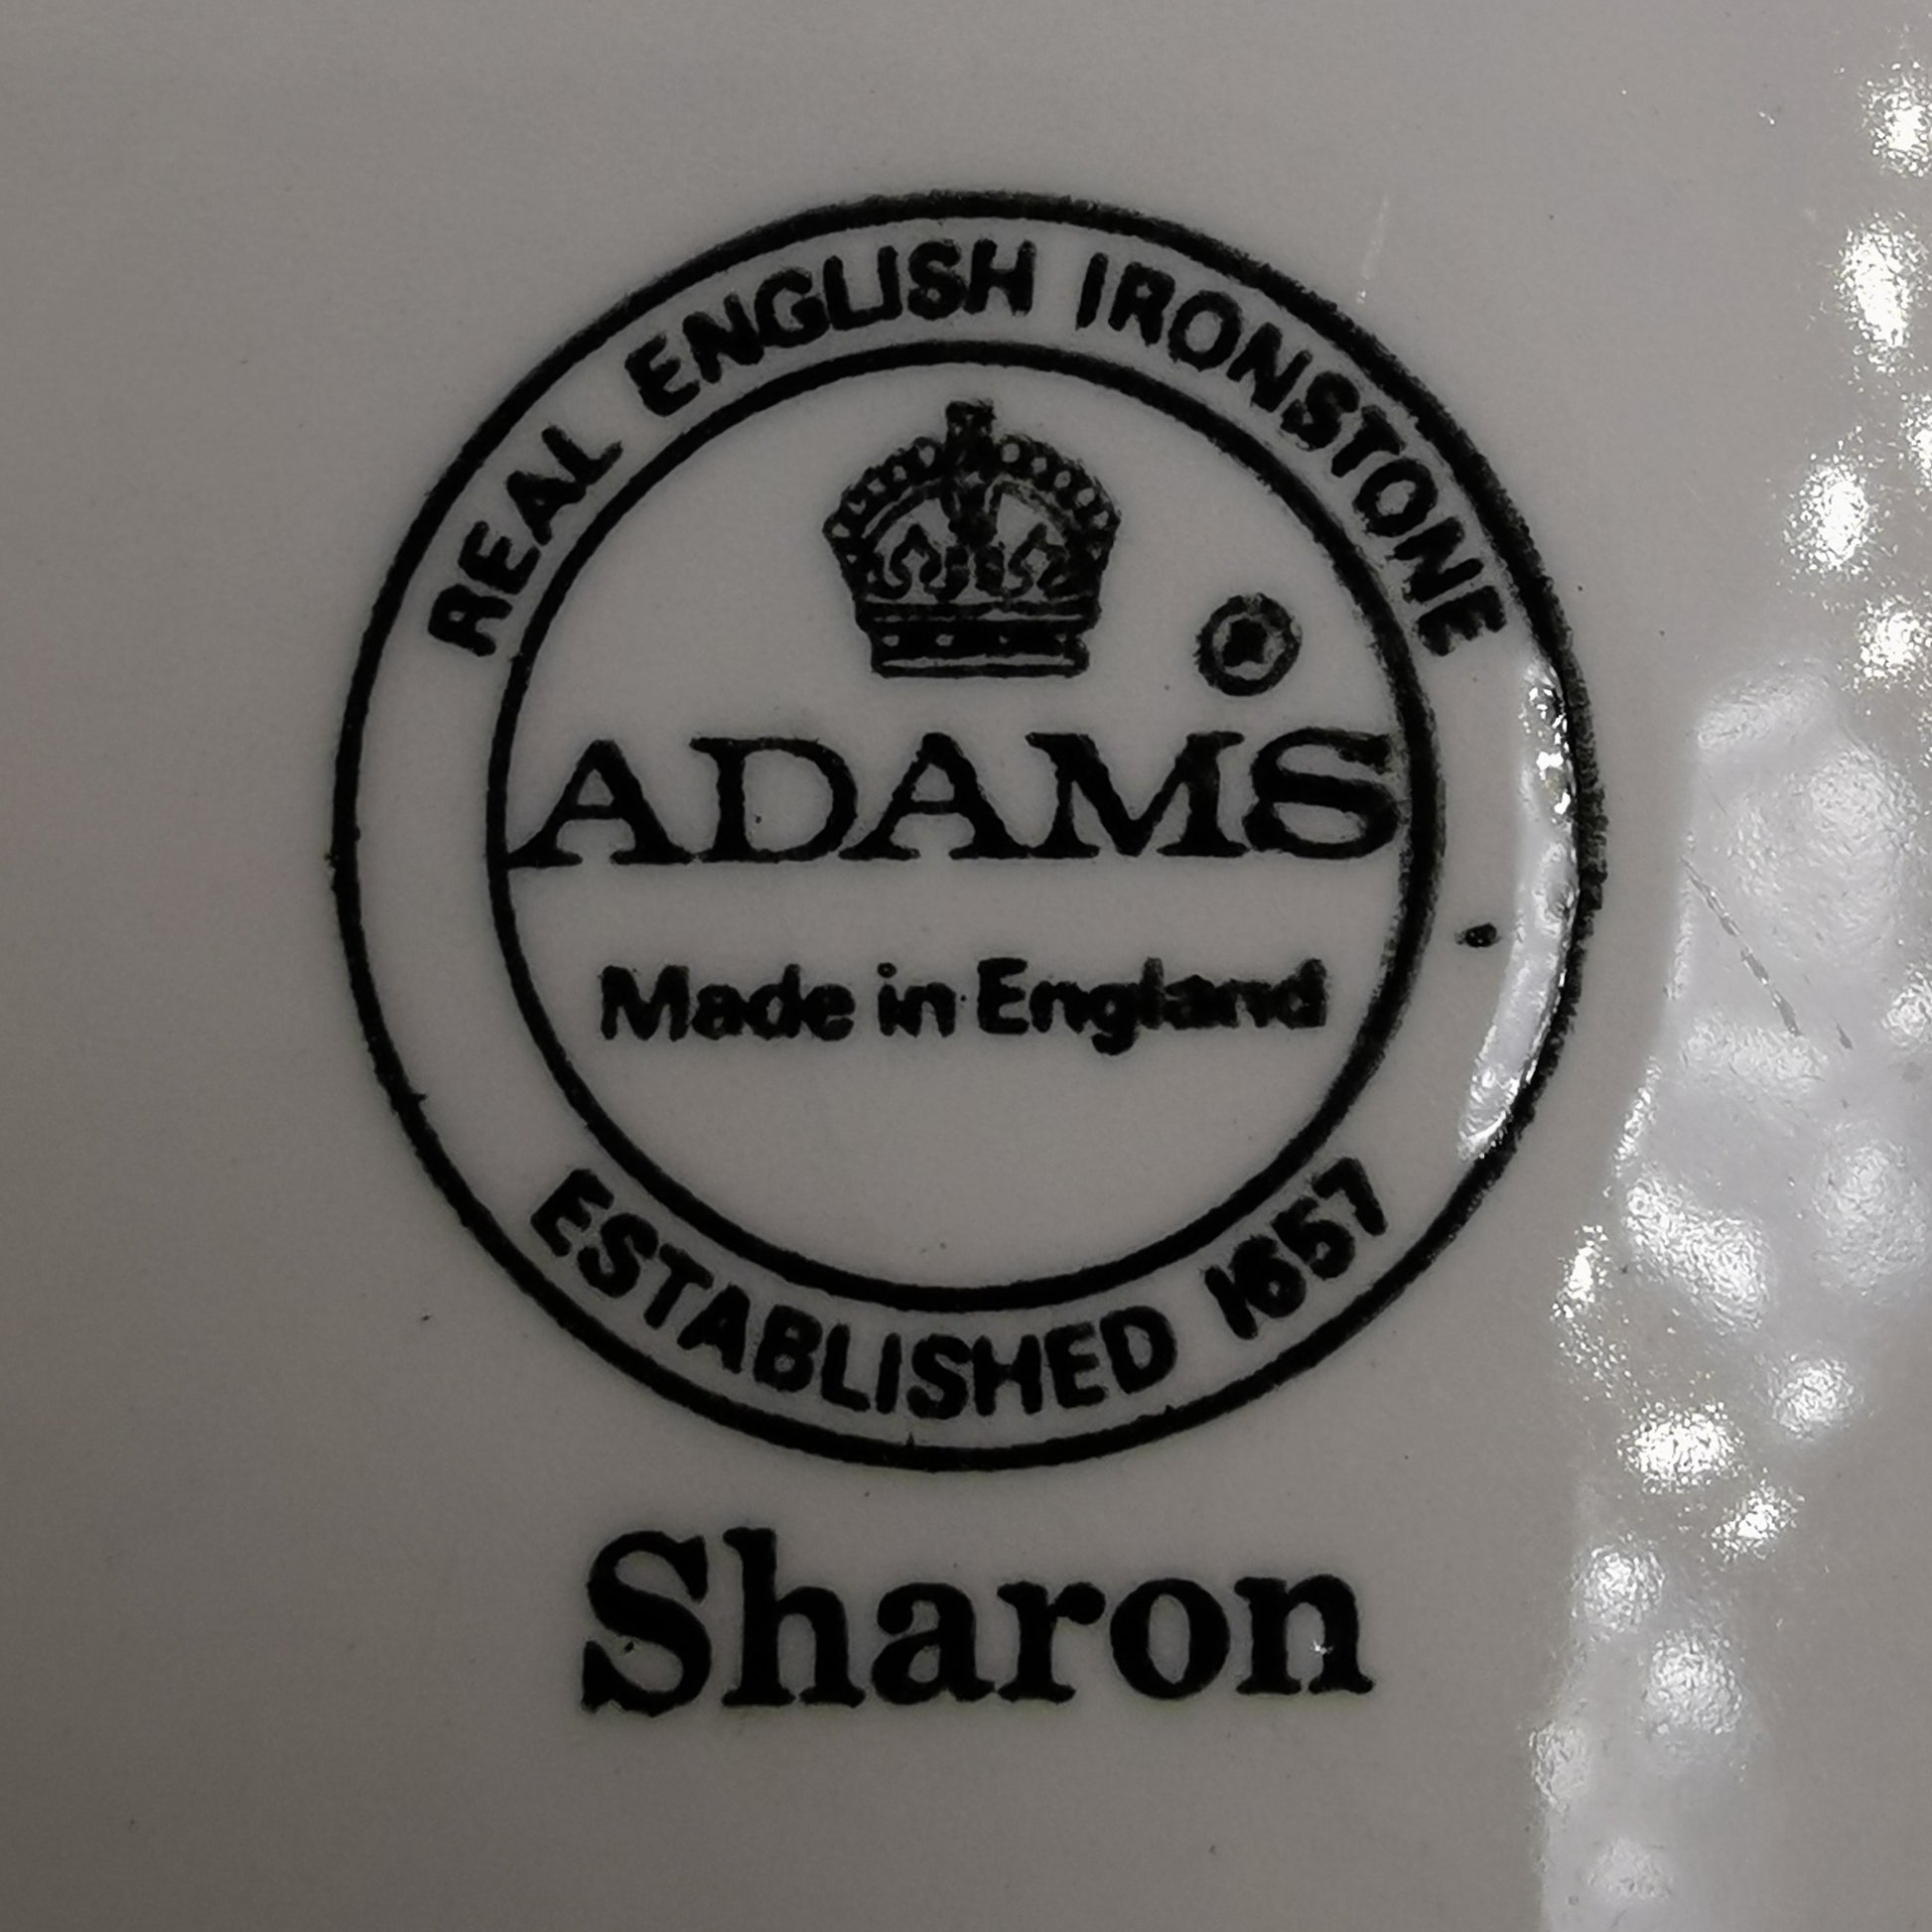 REAL ENGLISH IRONSTONE
®
ADAMS
Made in England
ESTABLISHED 1657
Sharon